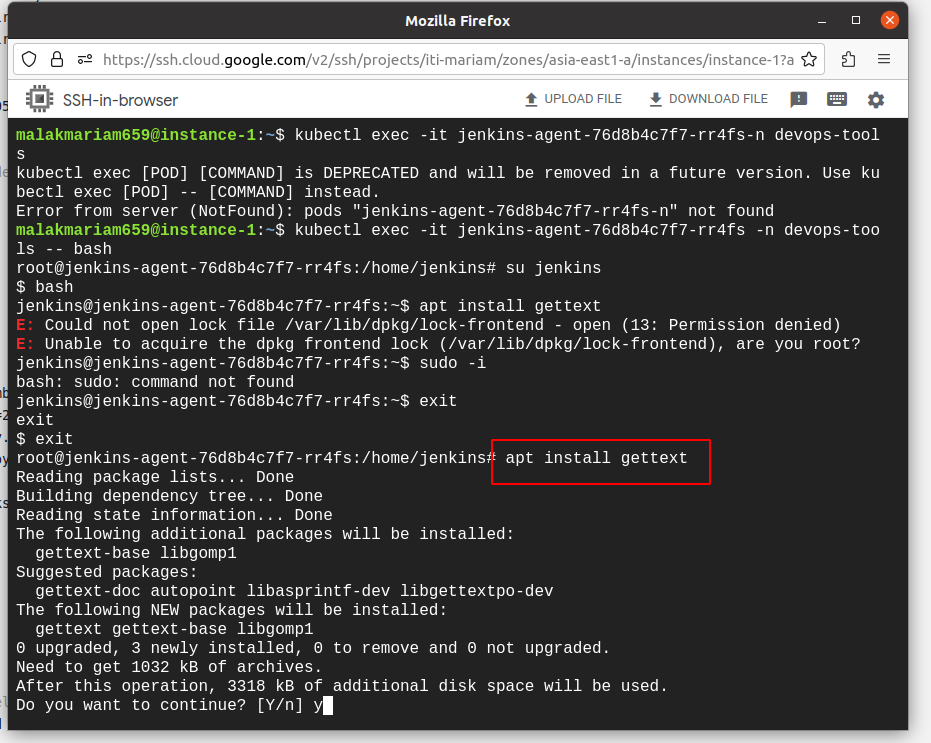 Mozilla Firefox
https://ssh.cloud.google.com/v2/ssh/projects/iti-mariam/zones/asia-east1-a/instances/instance-1?a
SSH-in-browser
UPLOAD FILE
DOWNLOAD FILE
malakmariam659@instance-1:~$ kubectl exec -it jenkins-agent-76d8b4c7f7-rr4fs-n devops-tool
s
kubectl exec [POD] [COMMAND] is DEPRECATED and will be removed in a future version. Use ku
bectl exec [POD] -- [COMMAND] instead.
Error from server (NotFound): pods "jenkins-agent-76d8b4c7f7-rr4fs-n" not found
malakmariam659@instance-1:~$ kubectl exec -it jenkins-agent-76d8b4c7f7-rr4fs -n devops-too
ls -- bash
root@jenkins-agent-76d8b4c7f7-rr4fs:/home/jenkins# su jenkins
$ bash
jenkins@jenkins-agent-76d8b4c7f7-rr4fs:~$ apt install gettext
E: Could not open lock file /var/lib/dpkg/lock-frontend - open (13: Permission denied)
E: Unable to acquire the dpkg frontend lock (/var/lib/dpkg/lock-frontend), are you root?
jenkins@jenkins-agent-76d8b4c7f7-rr4fs:~$ sudo -i
bash: sudo: command not found
jenkins@jenkins-agent-76d8b4c7f7-rr4fs:~$ exit
exit
$ exit
root@jenkins-agent-76d8b4c7f7-rr4fs:/home/jenkins# apt install gettext
Reading package lists... Done
Building dependency tree... Done
Reading state information... Done
The following additional packages will be installed:
  gettext-base libgomp1
Suggested packages:
  gettext-doc autopoint libasprintf-dev libgettextpo-dev
The following NEW packages will be installed:
  gettext gettext-base libgomp1
0 upgraded, 3 newly installed, 0 to remove and 0 not upgraded.
Need to get 1032 kB of archives.
After this operation, 3318 kB of additional disk space will be used.
Do you want to continue? [Y/n] y